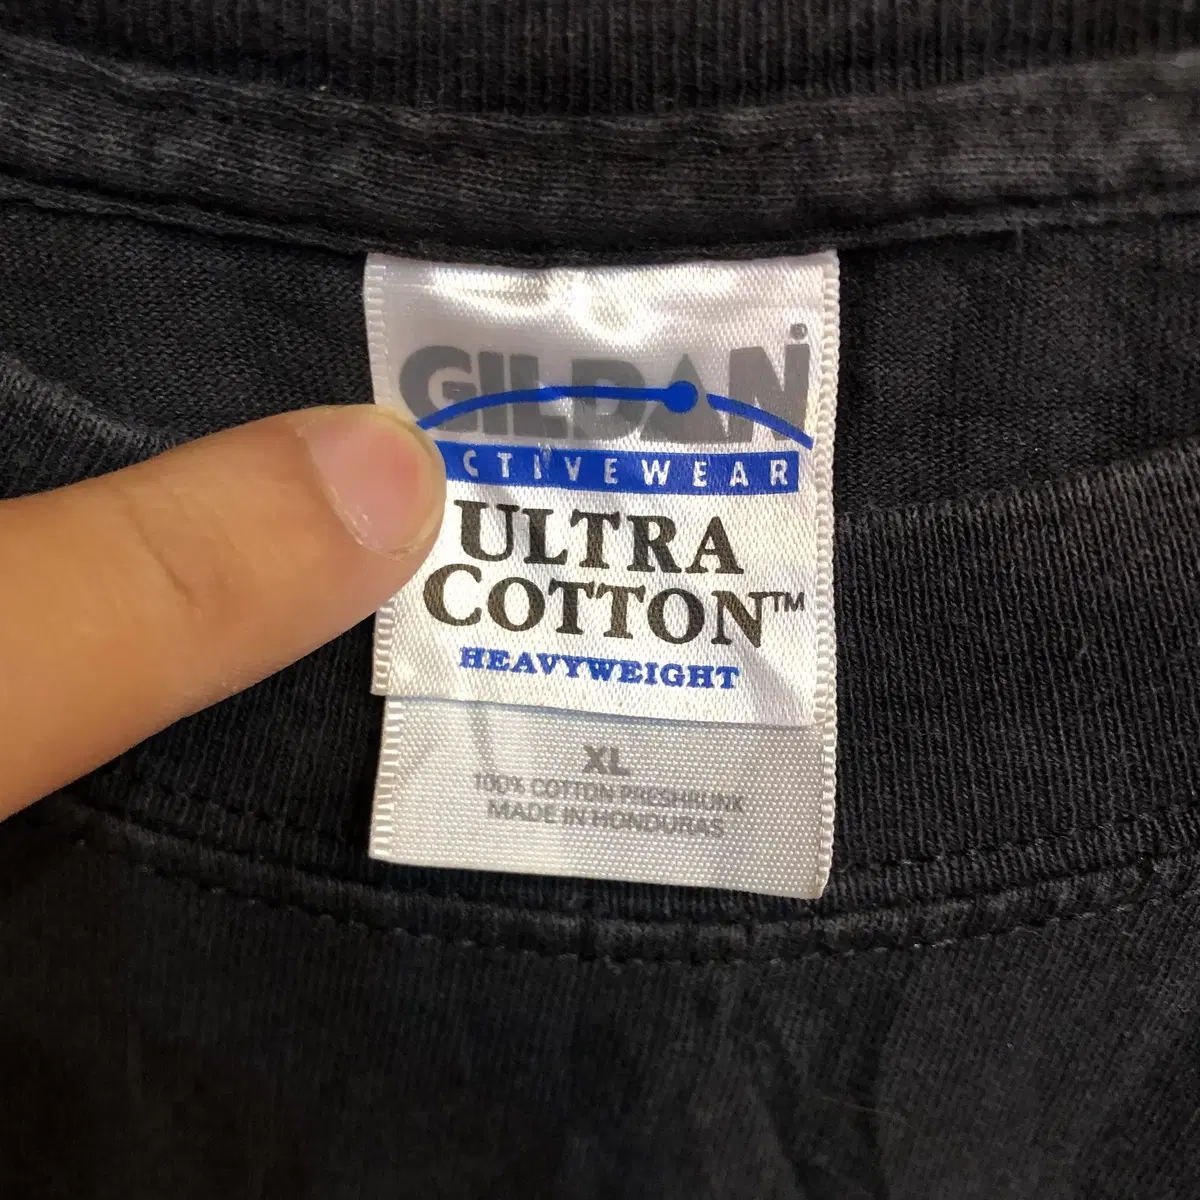 GILDAN
CTIVEWEAR
ULTRA
COTTON™
HEAVYWEIGHT
XL
100% COTTON PRESHRUNK
MADE IN HONDURAS